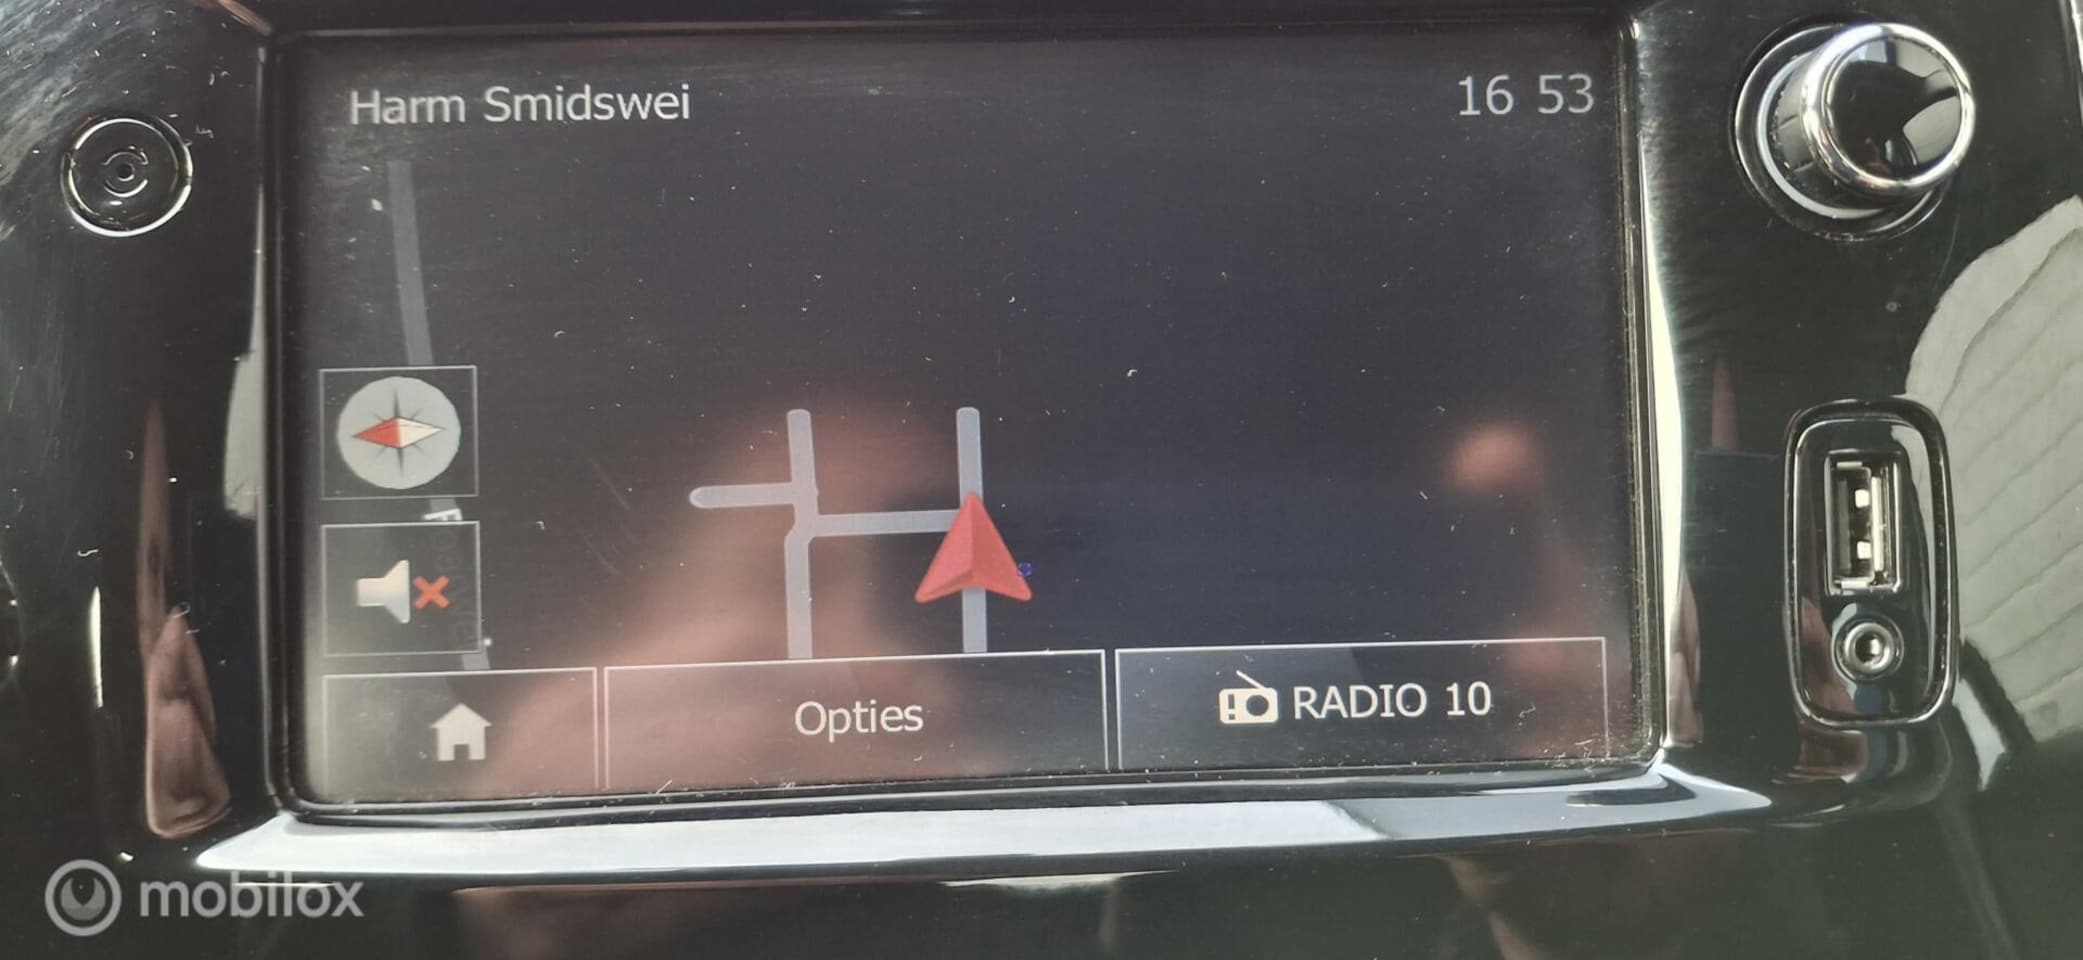 Harm Smidswei
16 53
Opties
RADIO 10
mobilox